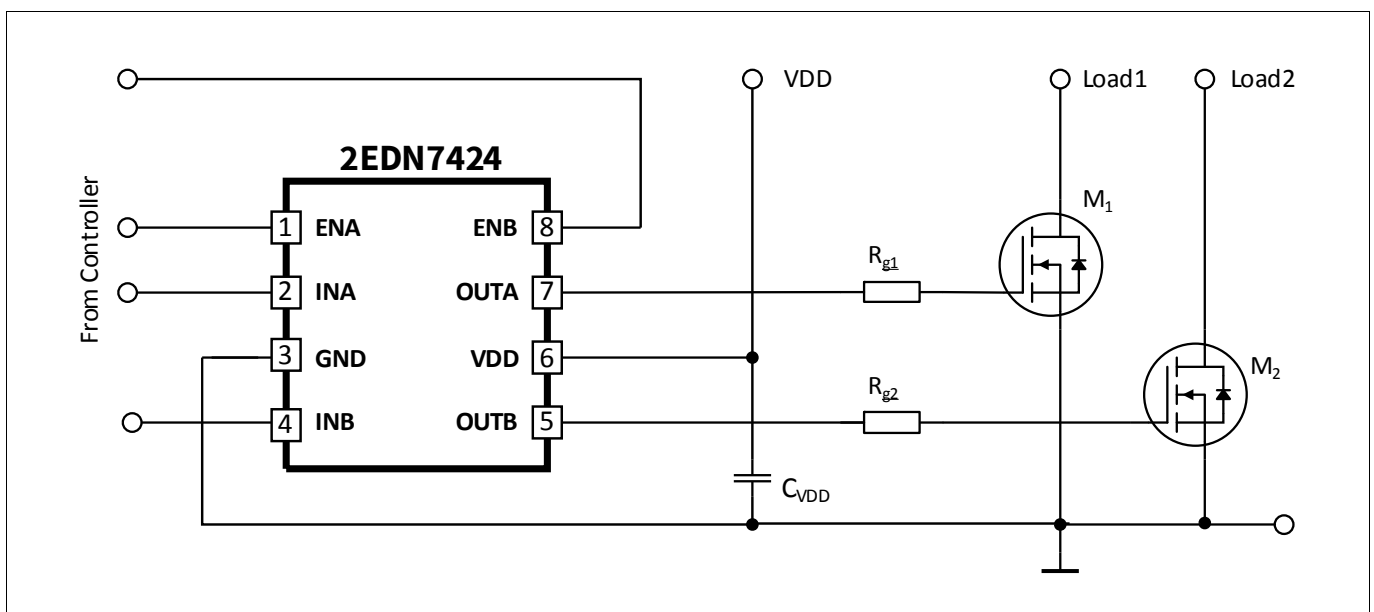 VDD
Load1
Load2
2EDN7424
From Controller
1 ENA ENB 8
2 INA OUTA 7
3 GND VDD 6
4 INB OUTB 5
Rg1
Rg2
M1
M2
CVDD